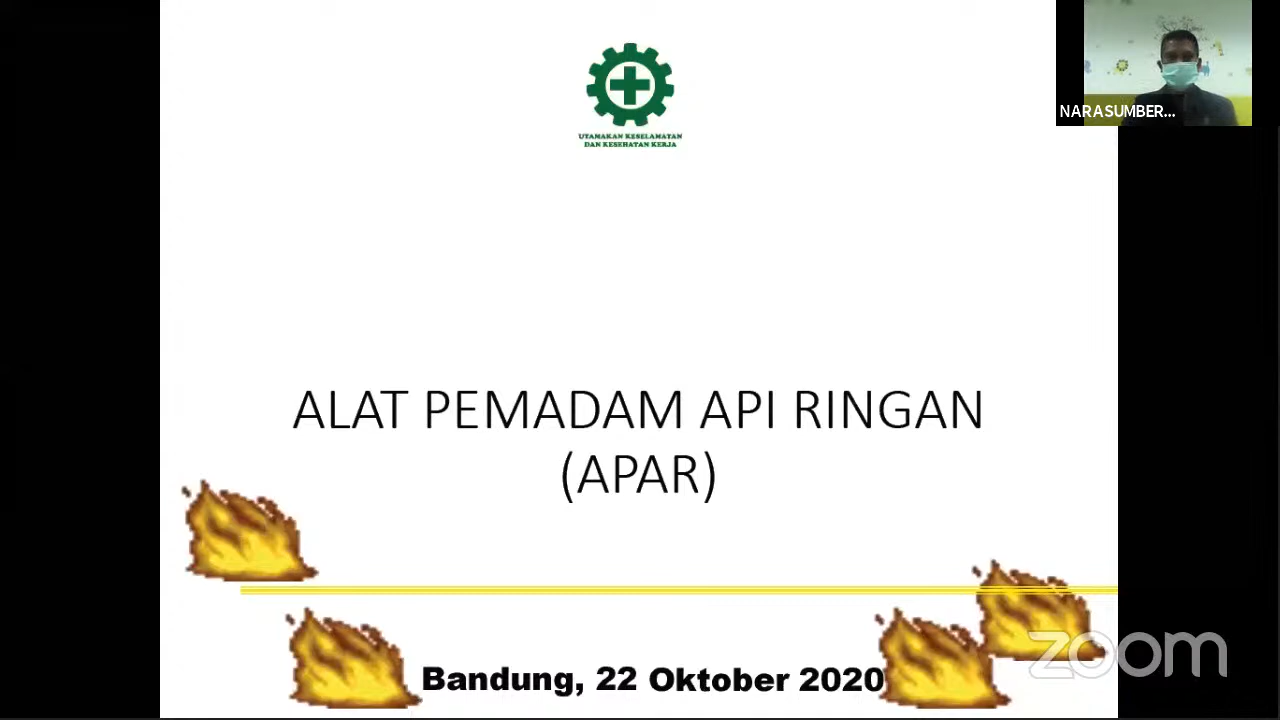 NARASUMBER...
UTAMAKAN KESELAMATAN
DAN KESEHATAN KERJA
ALAT PEMADAM API RINGAN
(APAR)
Bandung, 22 Oktober 2020
zoom